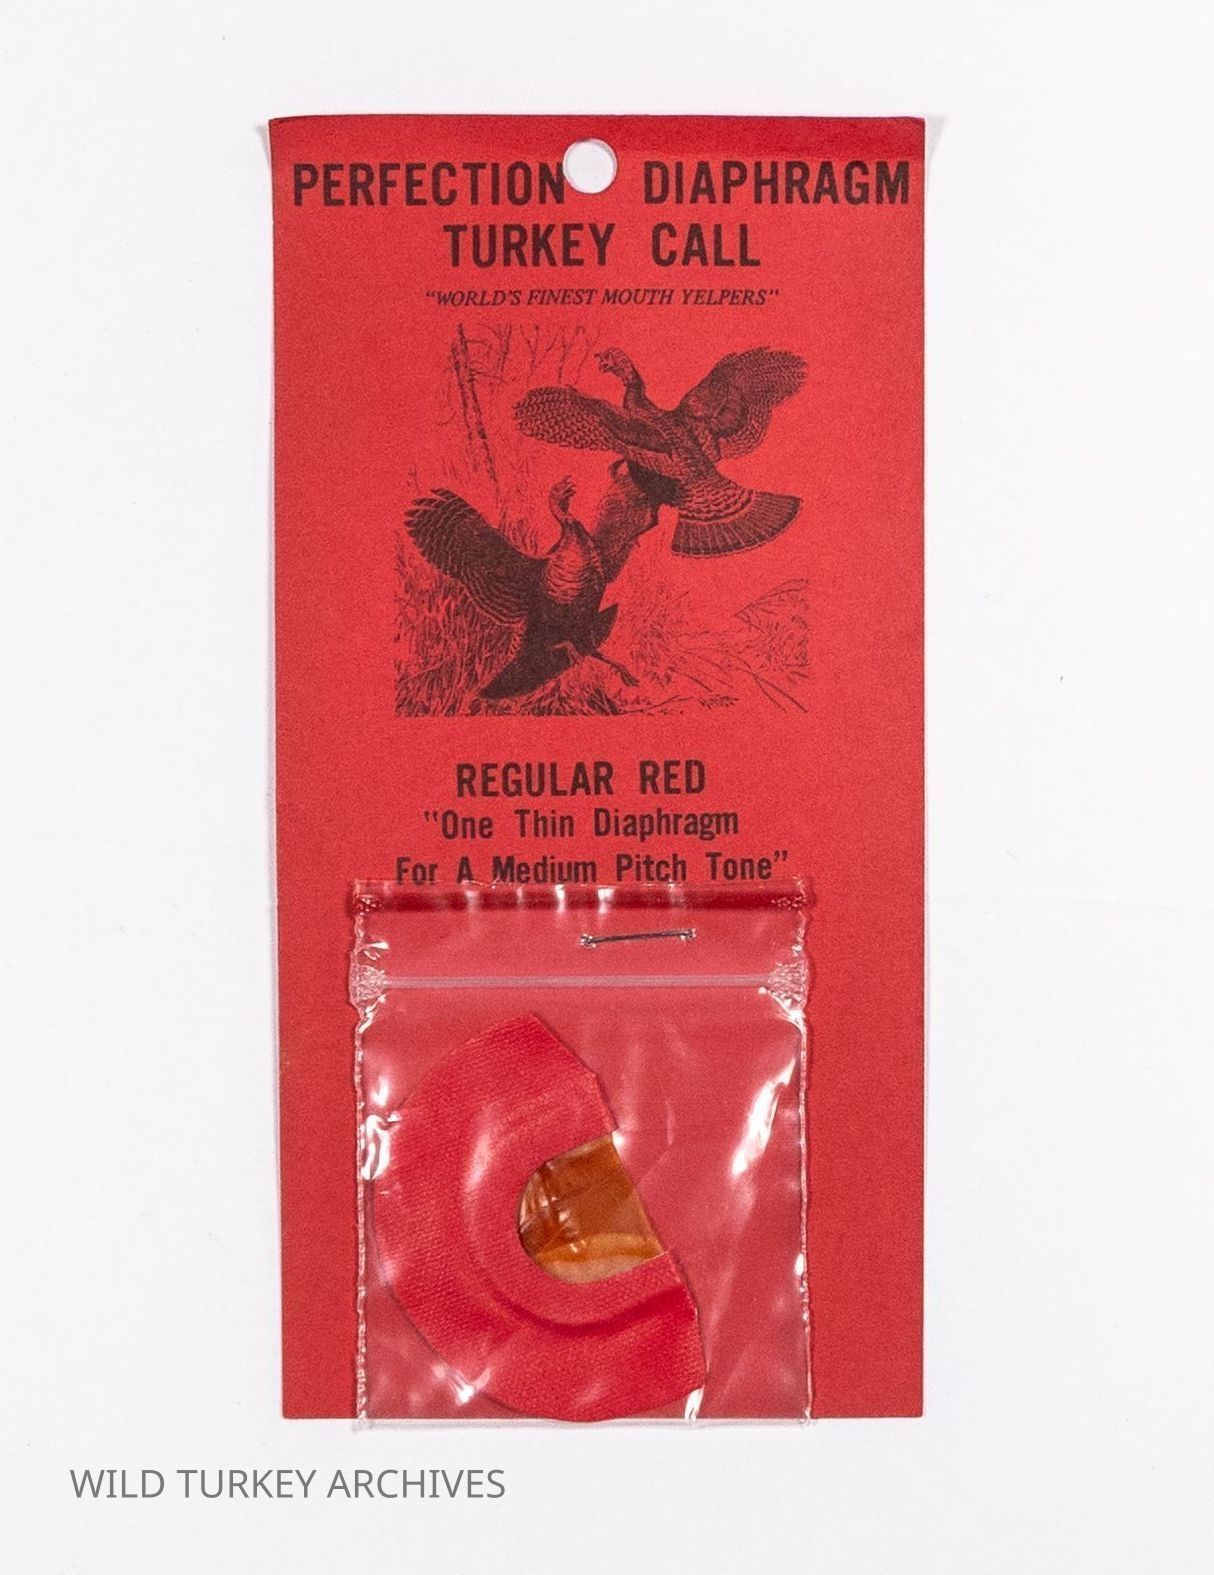 PERFECTION DIAPHRAGM
TURKEY CALL
"WORLD'S FINEST MOUTH YELPERS"
REGULAR RED
"One Thin Diaphragm
For A Medium Pitch Tone"
WILD TURKEY ARCHIVES